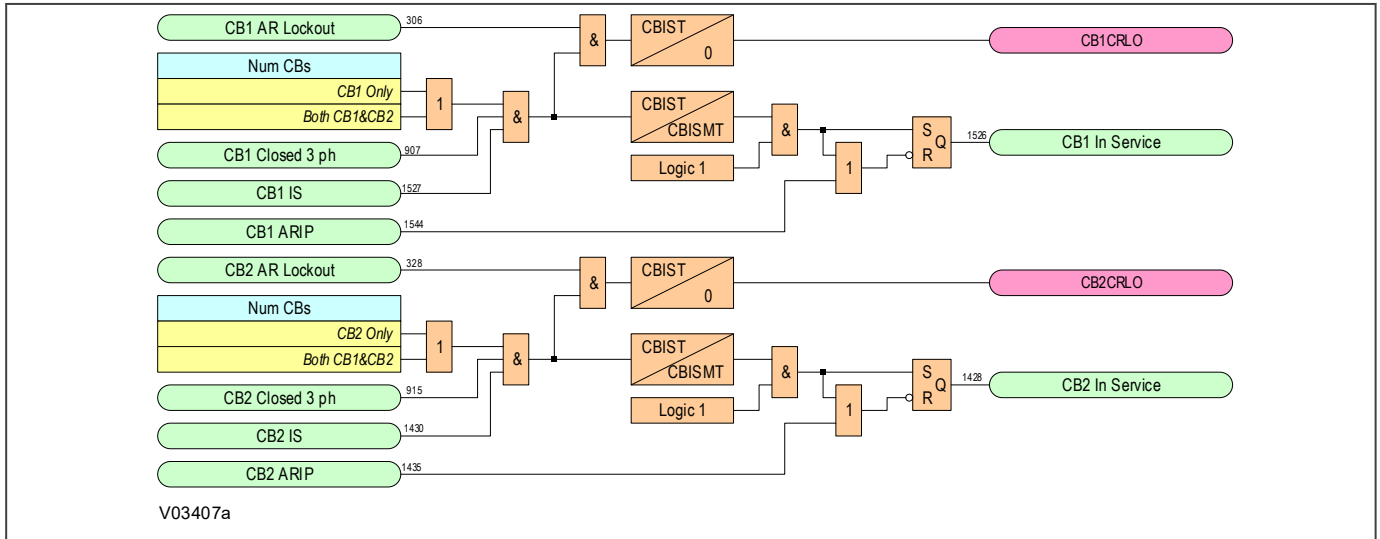 CB1 AR Lockout 306 & CBIST 0 CB1CRLO
Num CBs
CB1 Only
Both CB1&CB2
1 & CBIST CBISMT & S Q R 1526 CB1 In Service
CB1 Closed 3 ph 907 Logic 1 1
CB1 IS 1527
CB1 ARIP 1544
CB2 AR Lockout 328 & CBIST 0 CB2CRLO
Num CBs
CB2 Only
Both CB1&CB2
1 & CBIST CBISMT & S Q R 1428 CB2 In Service
CB2 Closed 3 ph 915 Logic 1 1
CB2 IS 1430
CB2 ARIP 1435
V03407a